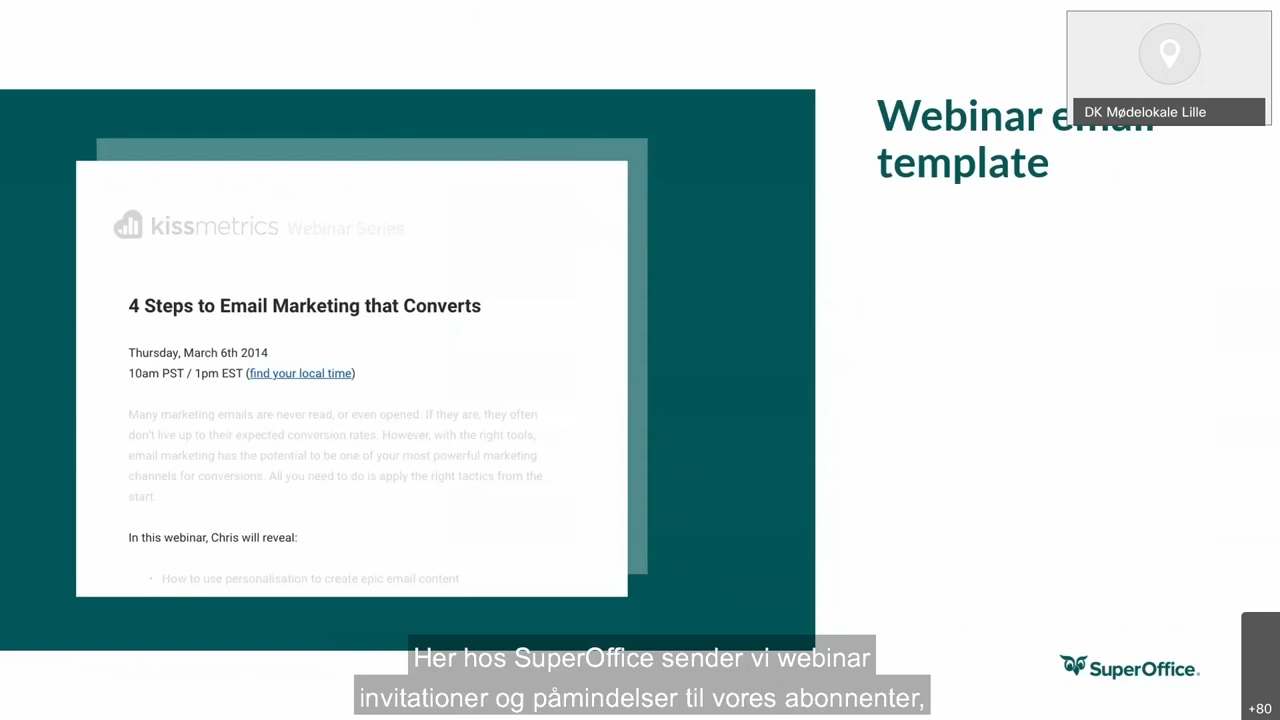 DK Mødelokale Lille
Webinar email
template
kissmetrics Webinar Series
4 Steps to Email Marketing that Converts
Thursday, March 6th 2014
10am PST / 1pm EST (find your local time)
Many marketing emails are never read, or even opened. If they are, they often
don't live up to their expected conversion rates. However, with the right tools,
email marketing has the potential to be one of your most powerful marketing
channels for conversions. All you need to do is apply the right tactics from the
start.
In this webinar, Chris will reveal:
• How to use personalisation to create epic email content
Her hos SuperOffice sender vi webinar
invitationer og påmindelser til vores abonnenter,
SuperOffice.
+80